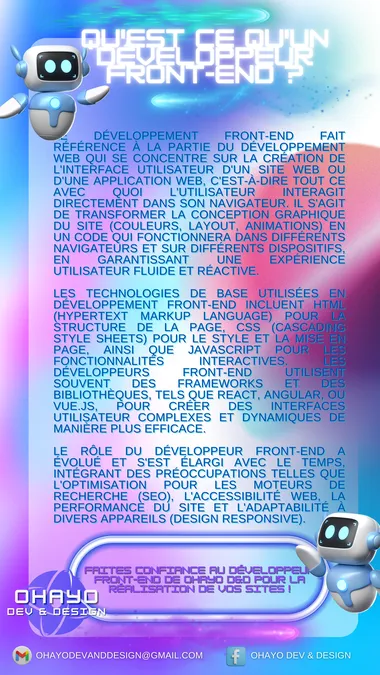 QU'EST CE QU'UN
DÉVELOPPEUR
FRONT-END ?
LE DÉVELOPPEMENT FRONT-END FAIT
RÉFÉRENCE À LA PARTIE DU DÉVELOPPEMENT
WEB QUI SE CONCENTRE SUR LA CRÉATION DE
L'INTERFACE UTILISATEUR D'UN SITE WEB OU
D'UNE APPLICATION WEB, C'EST-À-DIRE TOUT CE
AVEC QUOI L'UTILISATEUR INTERAGIT
DIRECTEMENT DANS SON NAVIGATEUR. IL S'AGIT
DE TRANSFORMER LA CONCEPTION GRAPHIQUE
DU SITE (COULEURS, LAYOUT, ANIMATIONS) EN
UN CODE QUI FONCTIONNERA DANS DIFFÉRENTS
NAVIGATEURS ET SUR DIFFÉRENTS DISPOSITIFS,
EN GARANTISSANT UNE EXPÉRIENCE
UTILISATEUR FLUIDE ET RÉACTIVE.
LES TECHNOLOGIES DE BASE UTILISÉES EN
DÉVELOPPEMENT FRONT-END INCLUENT HTML
(HYPERTEXT MARKUP LANGUAGE) POUR LA
STRUCTURE DE LA PAGE, CSS (CASCADING
STYLE SHEETS) POUR LE STYLE ET LA MISE EN
PAGE, AINSI QUE JAVASCRIPT POUR LES
FONCTIONNALITÉS INTERACTIVES. LES
DÉVELOPPEURS FRONT-END UTILISENT
SOUVENT DES FRAMEWORKS ET DES
BIBLIOTHÈQUES, TELS QUE REACT, ANGULAR, OU
VUE.JS, POUR CRÉER DES INTERFACES
UTILISATEUR COMPLEXES ET DYNAMIQUES DE
MANIÈRE PLUS EFFICACE.
LE RÔLE DU DÉVELOPPEUR FRONT-END A
ÉVOLUÉ ET S'EST ÉLARGI AVEC LE TEMPS,
INTÉGRANT DES PRÉOCCUPATIONS TELLES QUE
L'OPTIMISATION POUR LES MOTEURS DE
RECHERCHE (SEO), L'ACCESSIBILITÉ WEB, LA
PERFORMANCE DU SITE ET L'ADAPTABILITÉ À
DIVERS APPAREILS (DESIGN RESPONSIVE).
FAITES CONFIANCE AU DÉVELOPPEUR
FRONT-END DE OHAYO D&D POUR LA
RÉALISATION DE VOS SITES !
OHAYO
DEV & DESIGN
OHAYODEVANDDESIGN@GMAIL.COM
OHAYO DEV & DESIGN